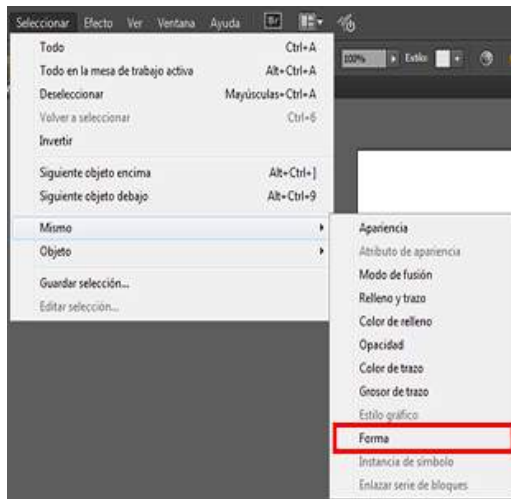 Seleccionar Efecto Ver Ventana Ayuda Br
Todo Ctrl+A
Todo en la mesa de trabajo activa Alt+Ctrl+A
Deseleccionar Mayúsculas+Ctrl+A
Volver a seleccionar Ctrl+6
Invertir
Siguiente objeto encima Alt+Ctrl+]
Siguiente objeto debajo Alt+Ctrl+9
Mismo
Objeto
Guardar selección...
Editar selección...
100% Estilo:
Apariencia
Atributo de apariencia
Modo de fusión
Relleno y trazo
Color de relleno
Opacidad
Color de trazo
Grosor de trazo
Estilo gráfico
Forma
Instancia de símbolo
Enlazar serie de bloques